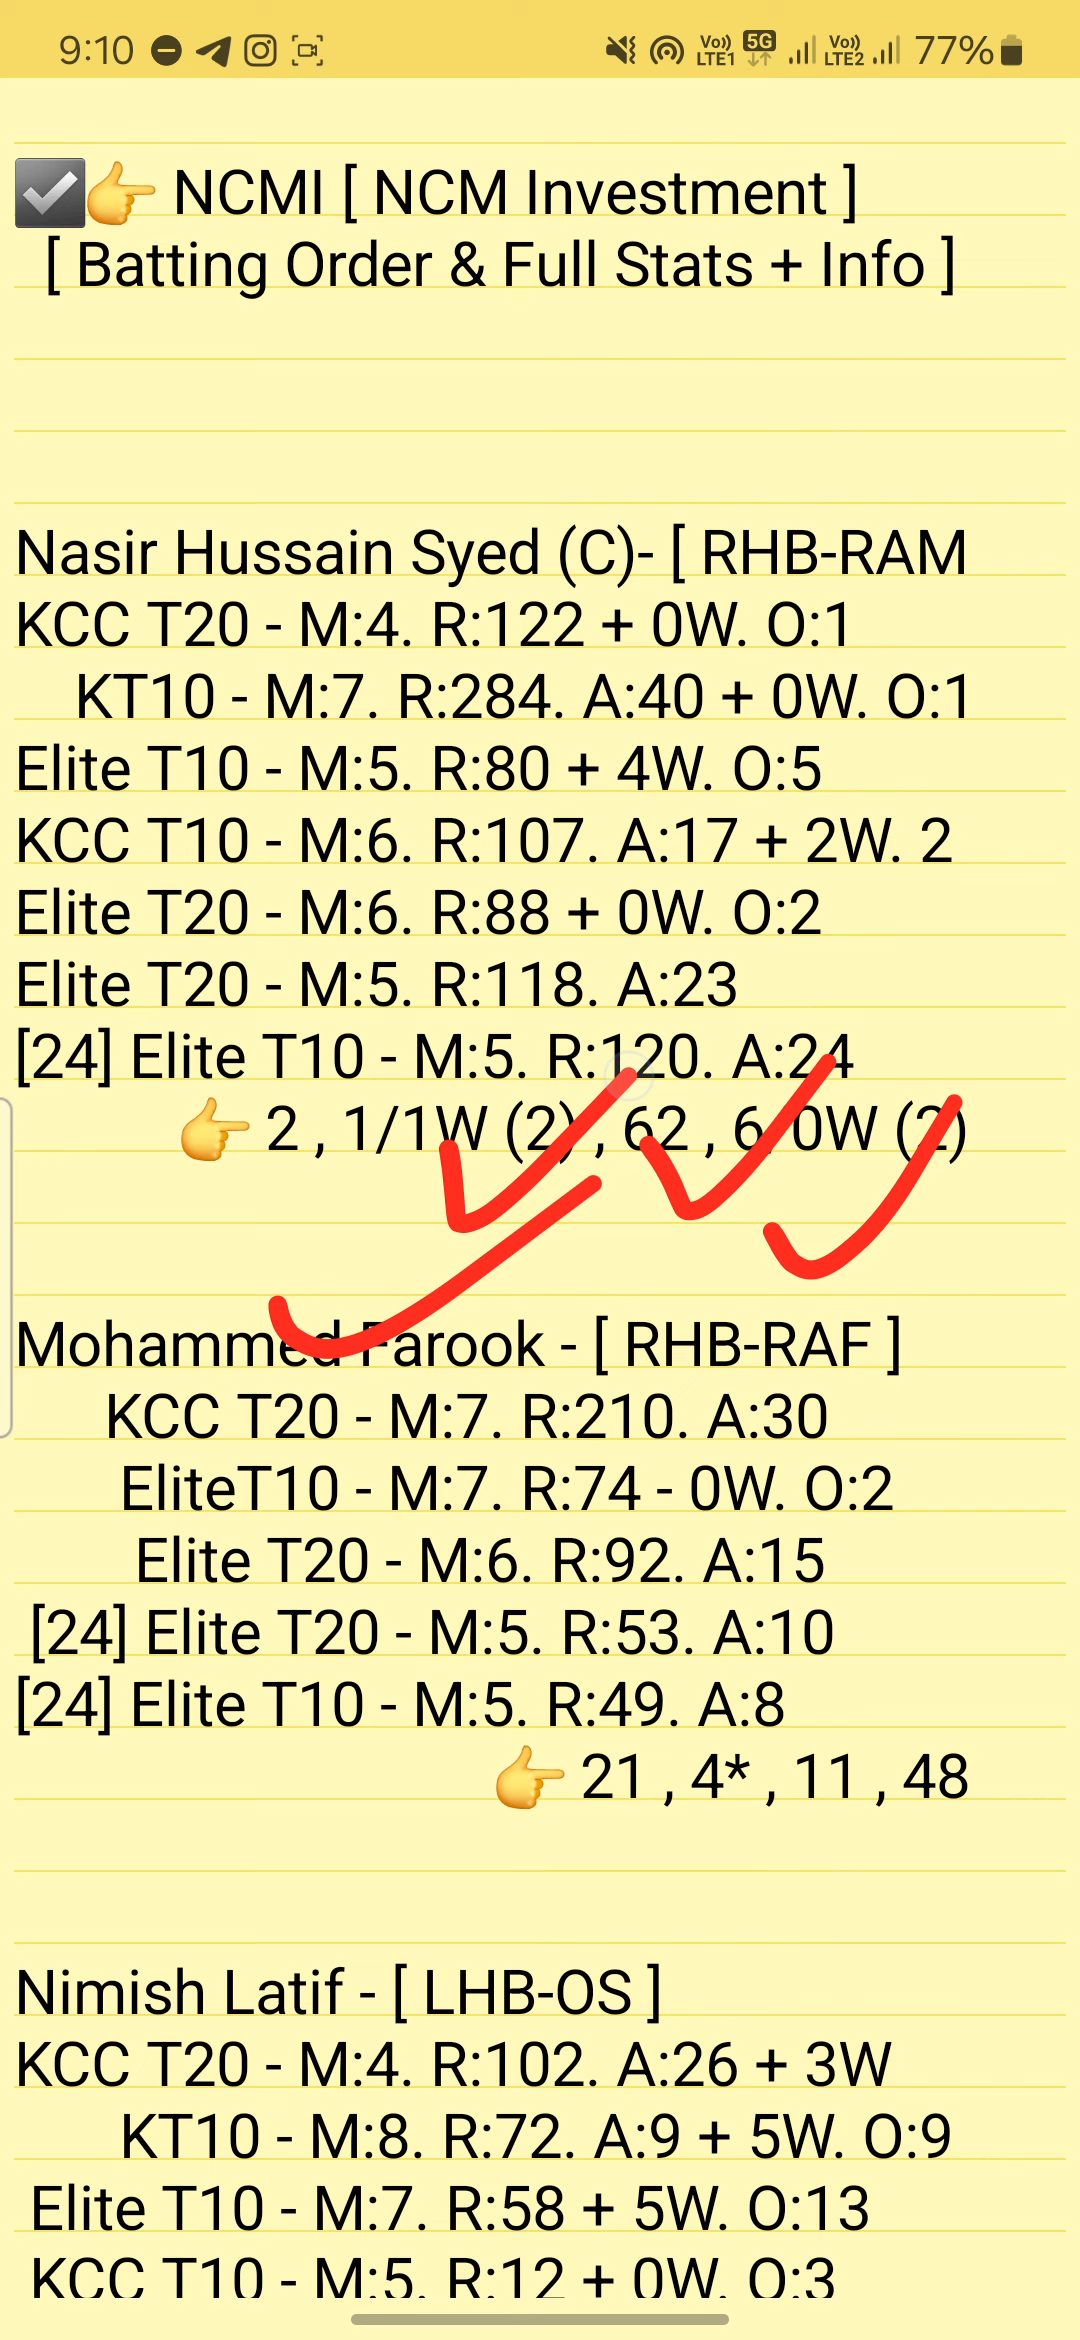 9:10 Vo)) LTE1 5G Vo)) LTE2 77%
☑👉 NCMI [ NCM Investment ]
[ Batting Order & Full Stats + Info ]
Nasir Hussain Syed (C)- [ RHB-RAM
KCC T20 - M:4. R:122 + 0W. O:1
KT10 - M:7. R:284. A:40 + 0W. O:1
Elite T10 - M:5. R:80 + 4W. O:5
KCC T10 - M:6. R:107. A:17 + 2W. 2
Elite T20 - M:6. R:88 + 0W. O:2
Elite T20 - M:5. R:118. A:23
[24] Elite T10 - M:5. R:120. A:24
👉 2 , 1/1W (2) , 62 , 6/0W (2)
Mohammed Farook - [ RHB-RAF ]
KCC T20 - M:7. R:210. A:30
EliteT10 - M:7. R:74 - 0W. O:2
Elite T20 - M:6. R:92. A:15
[24] Elite T20 - M:5. R:53. A:10
[24] Elite T10 - M:5. R:49. A:8
👉 21 , 4* , 11 , 48
Nimish Latif - [ LHB-OS ]
KCC T20 - M:4. R:102. A:26 + 3W
KT10 - M:8. R:72. A:9 + 5W. O:9
Elite T10 - M:7. R:58 + 5W. O:13
KCC T10 - M:5. R:12 + 0W. O:3